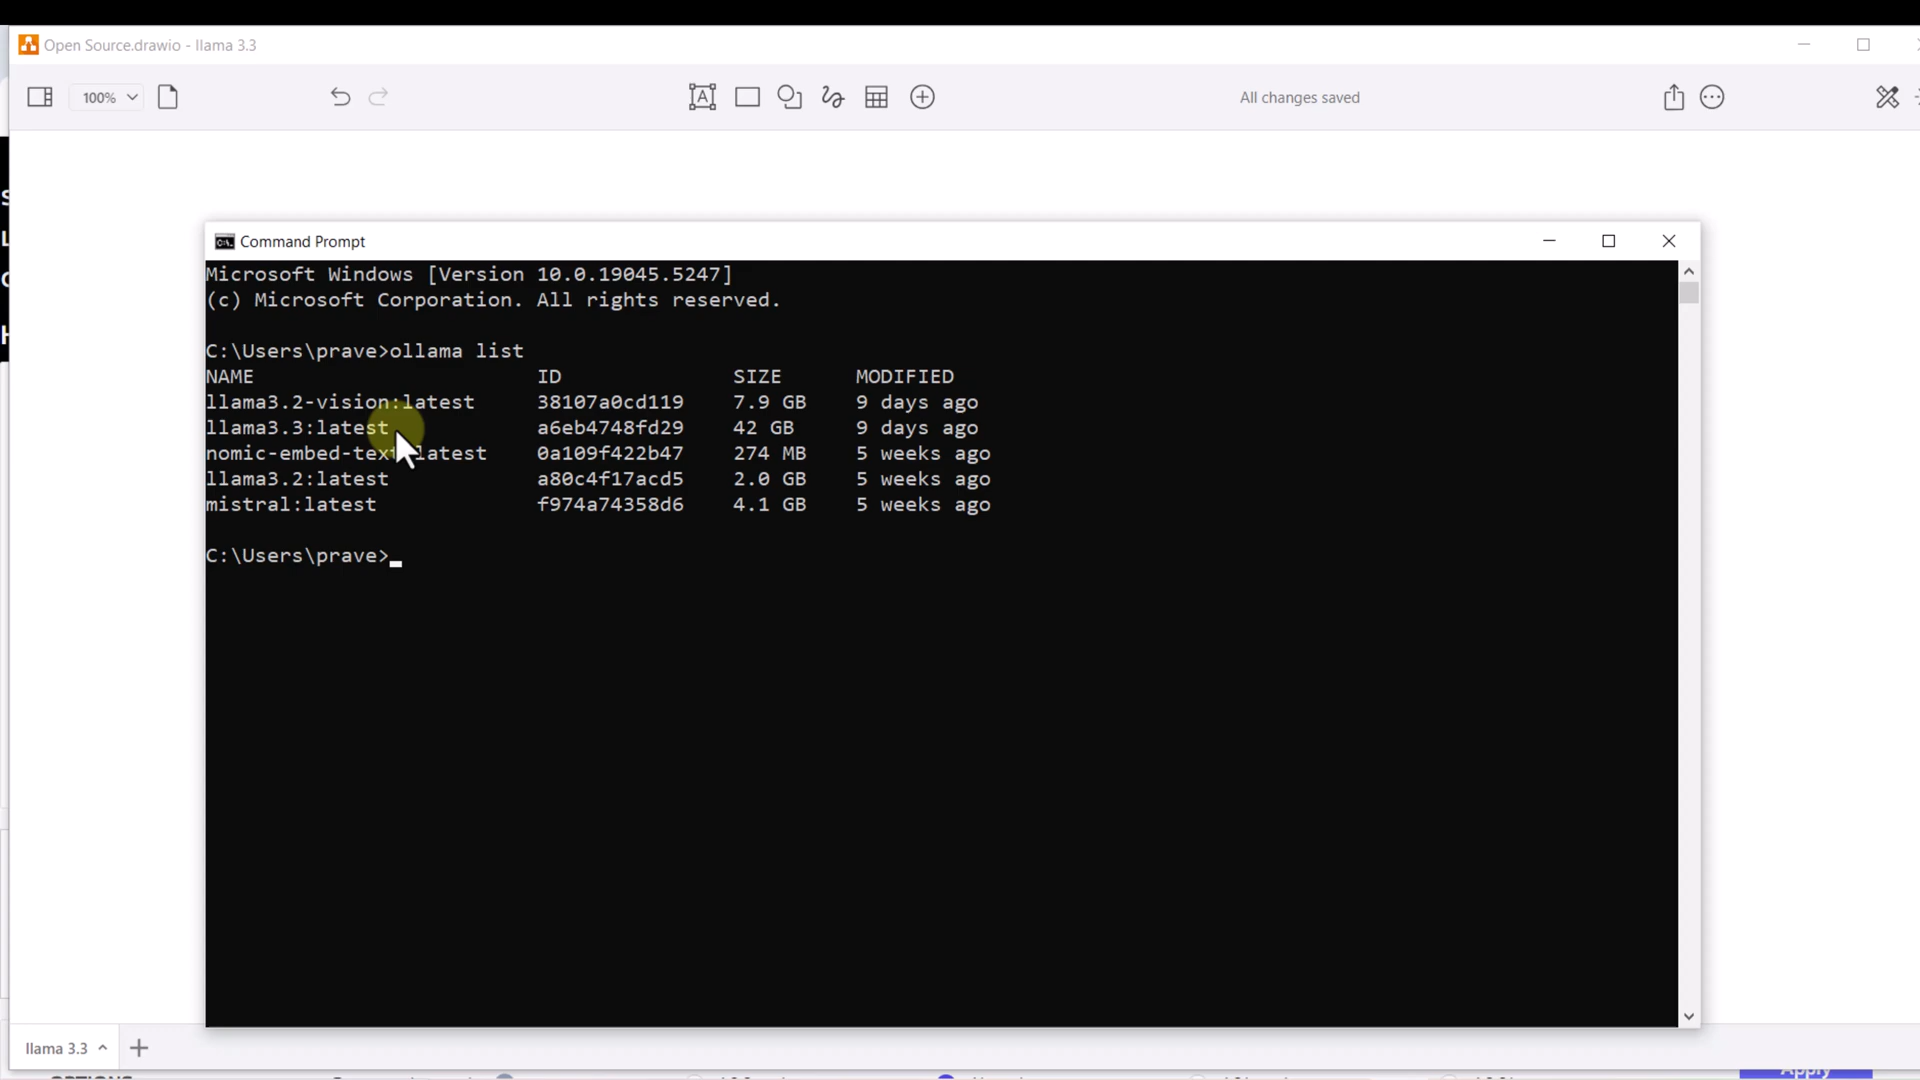 Open Source.drawio - llama 3.3
100%
All changes saved
Command Prompt
Microsoft Windows [Version 10.0.19045.5247]
(c) Microsoft Corporation. All rights reserved.
C:\Users\prave>ollama list
NAME ID SIZE MODIFIED
llama3.2-vision:latest 38107a0cd119 7.9 GB 9 days ago
llama3.3:latest a6eb4748fd29 42 GB 9 days ago
nomic-embed-text:latest 0a109f422b47 274 MB 5 weeks ago
llama3.2:latest a80c4f17acd5 2.0 GB 5 weeks ago
mistral:latest f974a74358d6 4.1 GB 5 weeks ago
C:\Users\prave>
llama 3.3
Apply